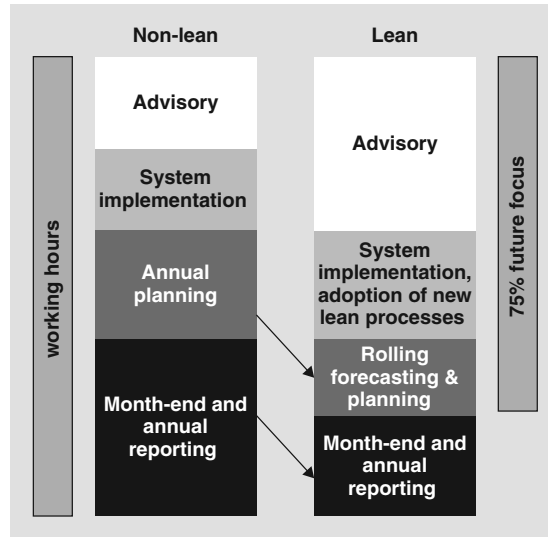 Non-lean
Lean
working hours
Advisory
System
implementation
Annual
planning
Month-end and
annual
reporting
Advisory
System
implementation,
adoption of new
lean processes
Rolling
forecasting &
planning
Month-end and
annual
reporting
75% future focus